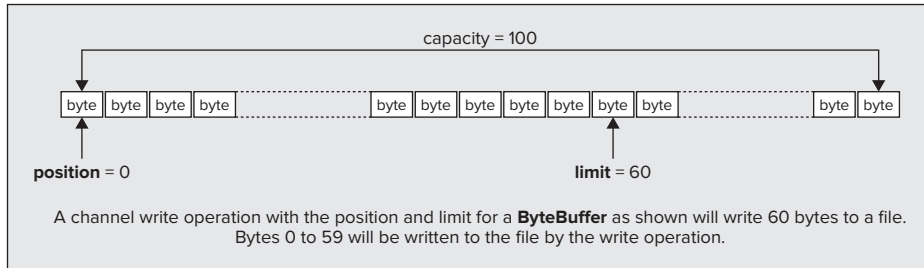 capacity = 100
byte byte byte byte byte byte byte byte byte byte byte byte byte
position = 0 limit = 60
A channel write operation with the position and limit for a ByteBuffer as shown will write 60 bytes to a file.
Bytes 0 to 59 will be written to the file by the write operation.